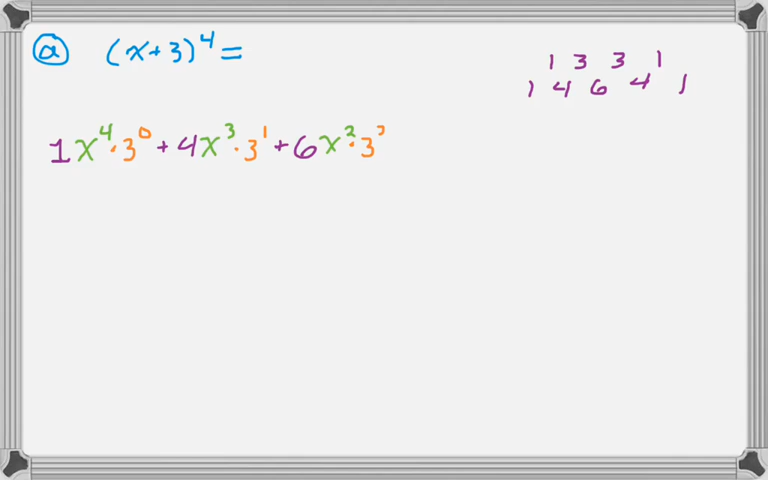 ⓐ (x+3)⁴=
1 3 3 1
1 4 6 4 1
1x⁴·3⁰+4x³·3¹+6x²·3²